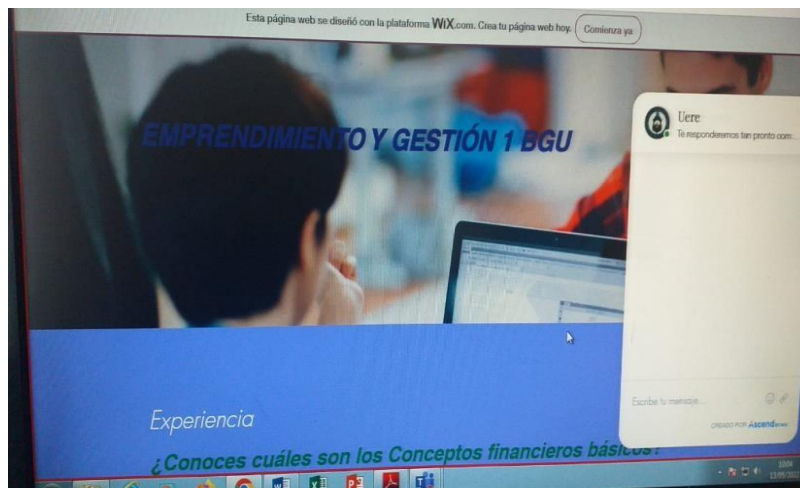 Esta página web se diseñó con la plataforma WiX.com. Crea tu página web hoy. Comienza ya
EMPRENDIMIENTO Y GESTIÓN 1 BGU
Uere
Te responderemos tan pronto com...
Escribe tu mensaje...
CREADO POR Ascend
Experiencia
¿Conoces cuáles son los Conceptos financieros básicos?
10:04